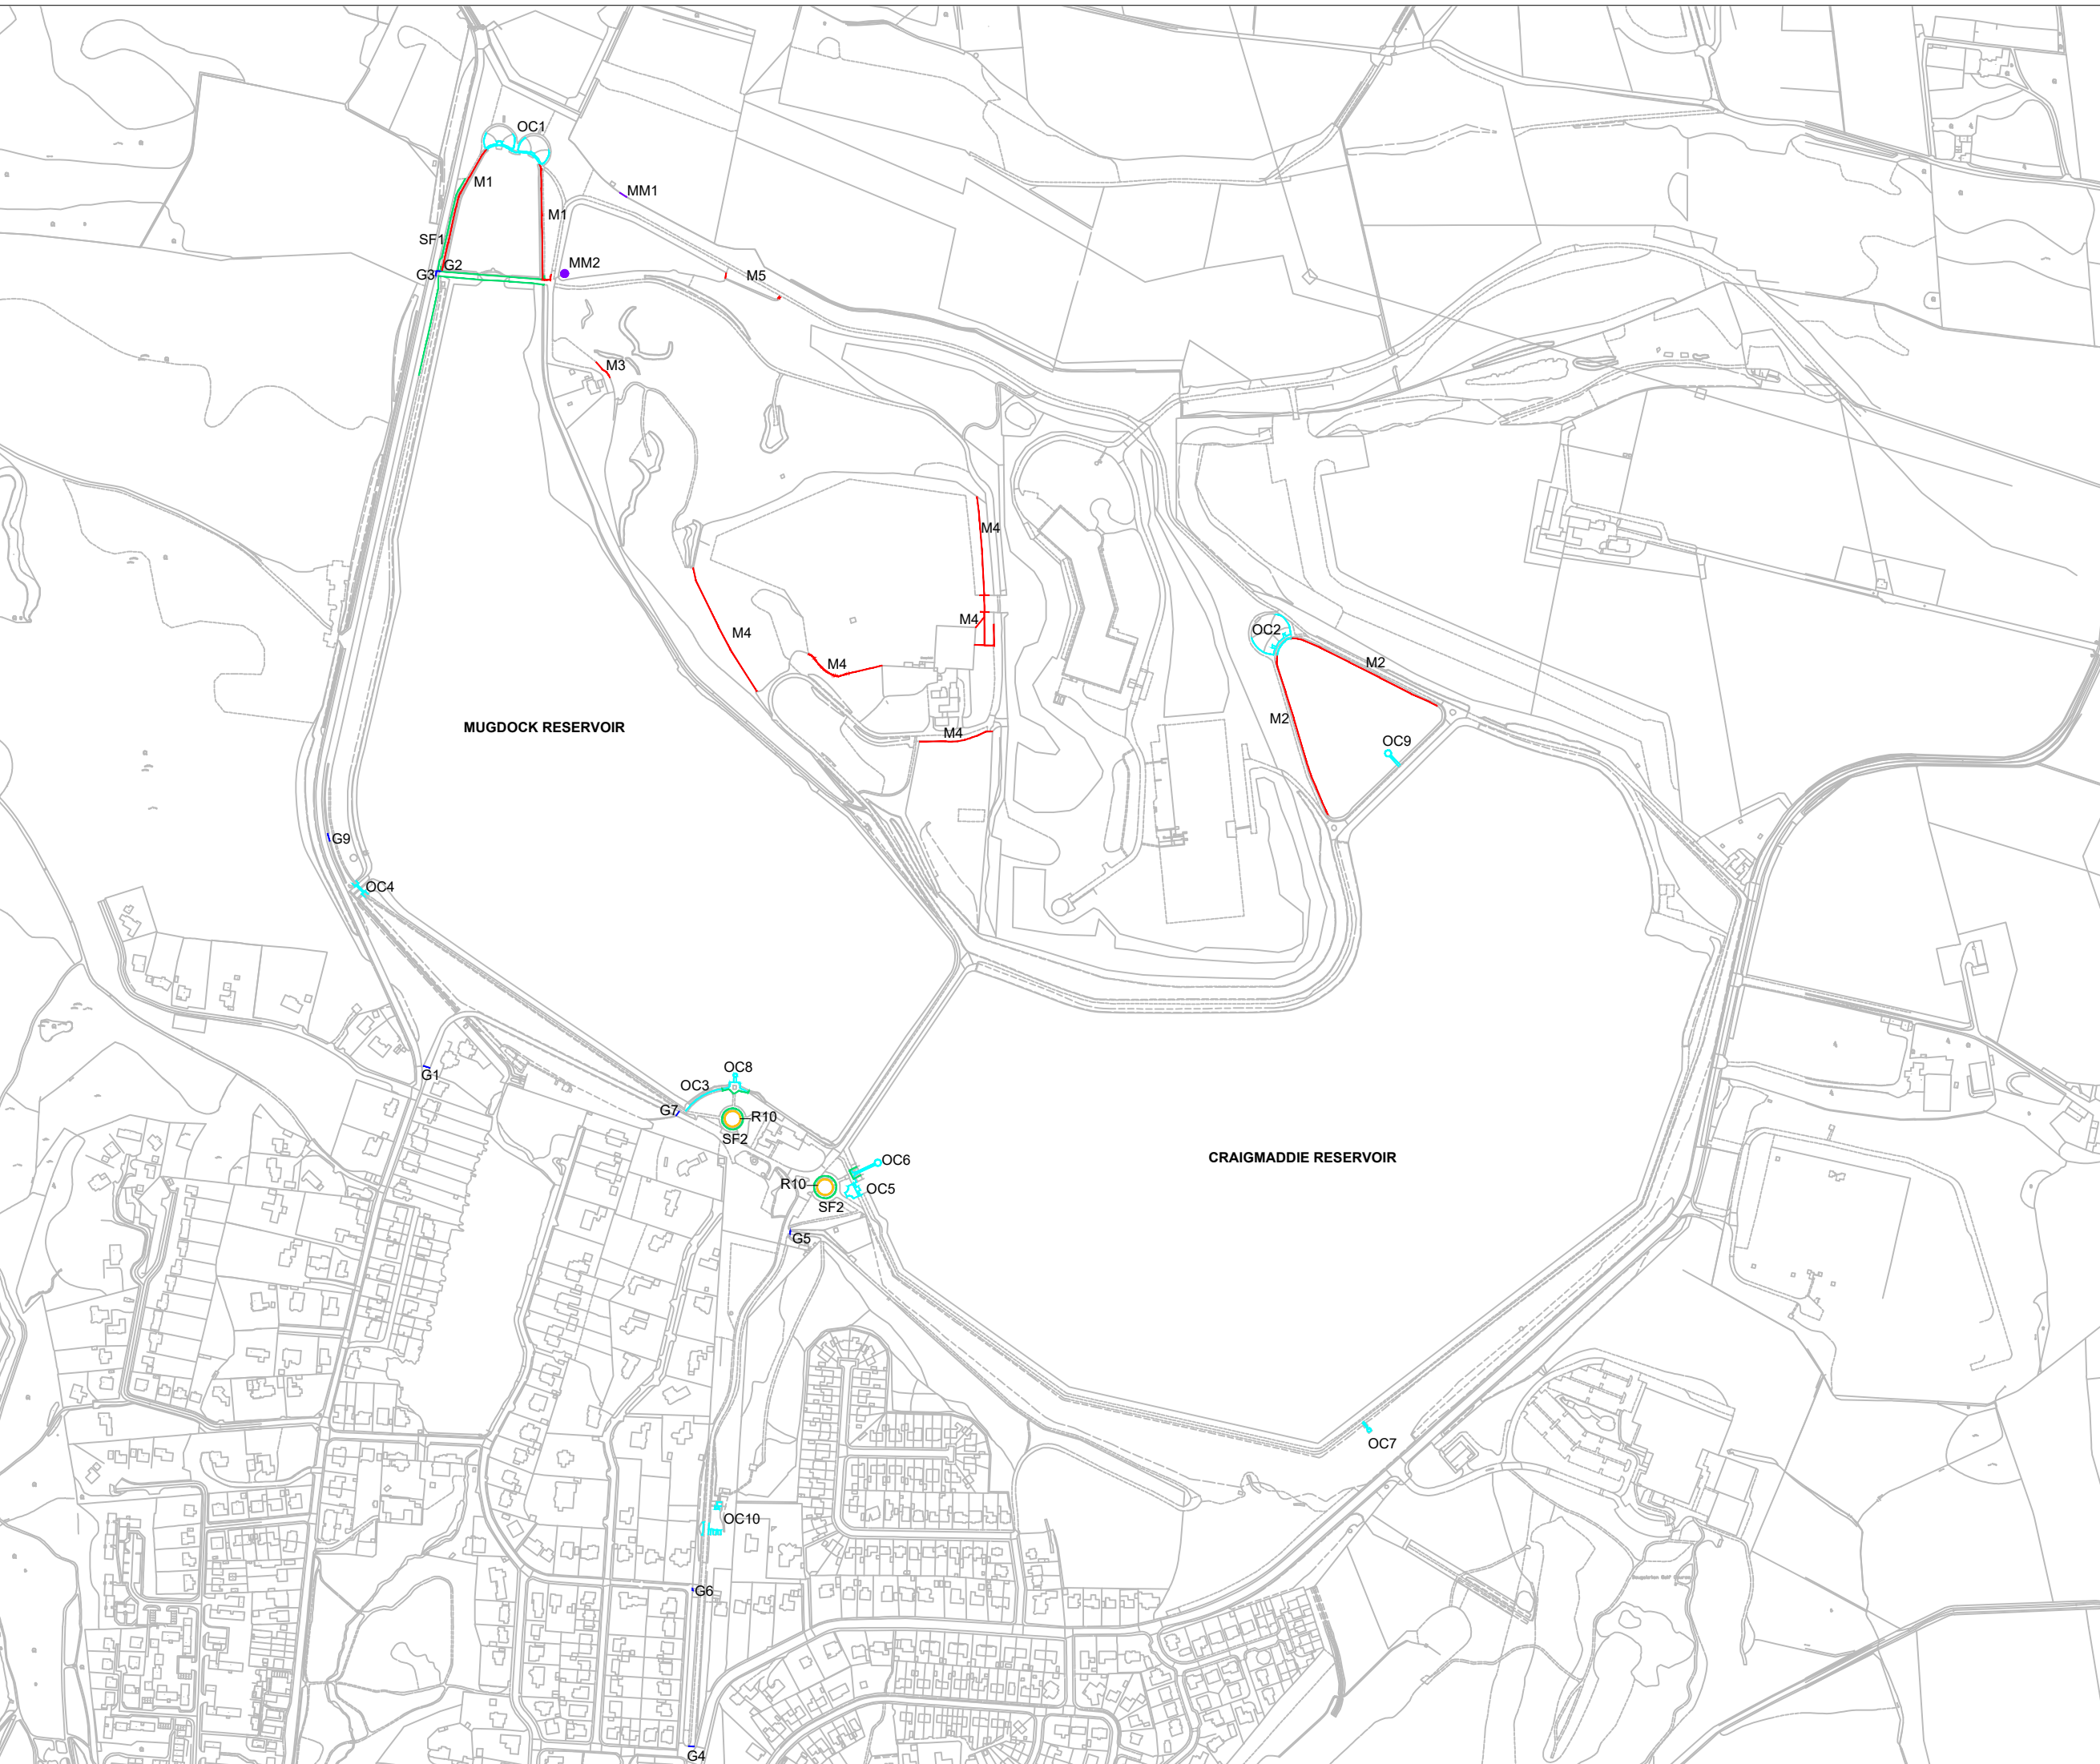 OC1
M1
MM1
M1
SF1
MM2
G2
G3
M5
M3
M4
M4
OC2
M4
M2
M4
M2
MUGDOCK RESERVOIR
M4
OC9
G9
OC4
OC8
G1
OC3
G7
R10
SF2
CRAIGMADDIE RESERVOIR
OC6
R10
OC5
SF2
G5
OC7
OC10
G6
G4